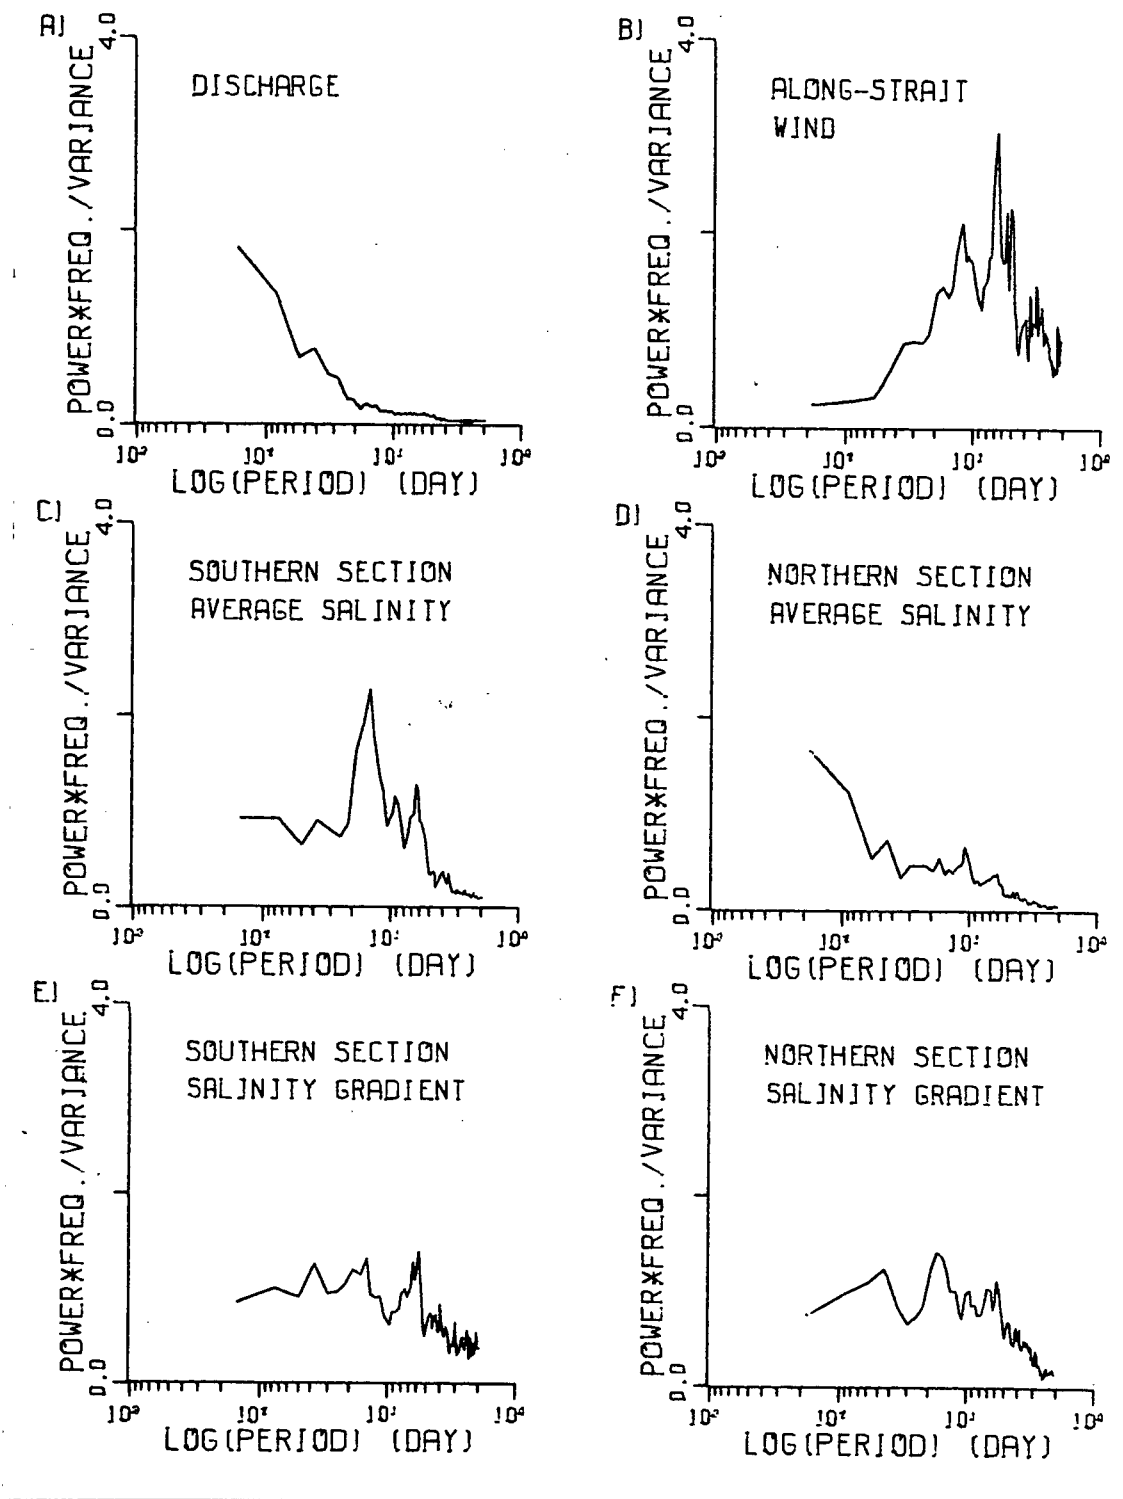 A)
4.0
POWER*FREQ./VARIANCE
0.0
DISCHARGE
10³ 10² 10¹ 10⁰
LOG(PERIOD) (DAY)
B)
4.0
POWER*FREQ./VARIANCE
0.0
ALONG-STRAIT
WIND
10³ 10² 10¹ 10⁰
LOG(PERIOD) (DAY)
C)
4.0
POWER*FREQ./VARIANCE
0.0
SOUTHERN SECTION
AVERAGE SALINITY
10³ 10² 10¹ 10⁰
LOG(PERIOD) (DAY)
D)
4.0
POWER*FREQ./VARIANCE
0.0
NORTHERN SECTION
AVERAGE SALINITY
10³ 10² 10¹ 10⁰
LOG(PERIOD) (DAY)
E)
4.0
POWER*FREQ./VARIANCE
0.0
SOUTHERN SECTION
SALINITY GRADIENT
10³ 10² 10¹ 10⁰
LOG(PERIOD) (DAY)
F)
4.0
POWER*FREQ./VARIANCE
0.0
NORTHERN SECTION
SALINITY GRADIENT
10³ 10² 10¹ 10⁰
LOG(PERIOD) (DAY)